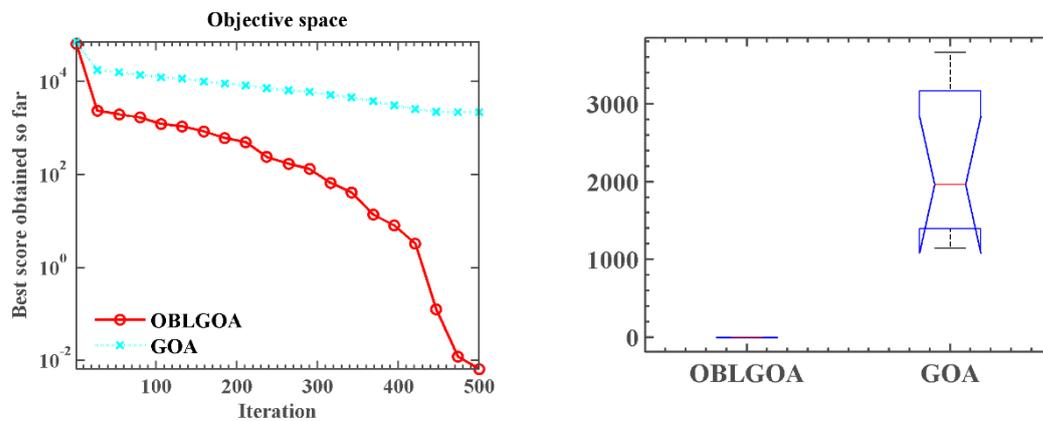 Objective space
Best score obtained so far
10^4
10^2
10^0
10^-2
OBLGOA
GOA
100
200
300
400
500
Iteration
3000
2000
1000
0
OBLGOA
GOA